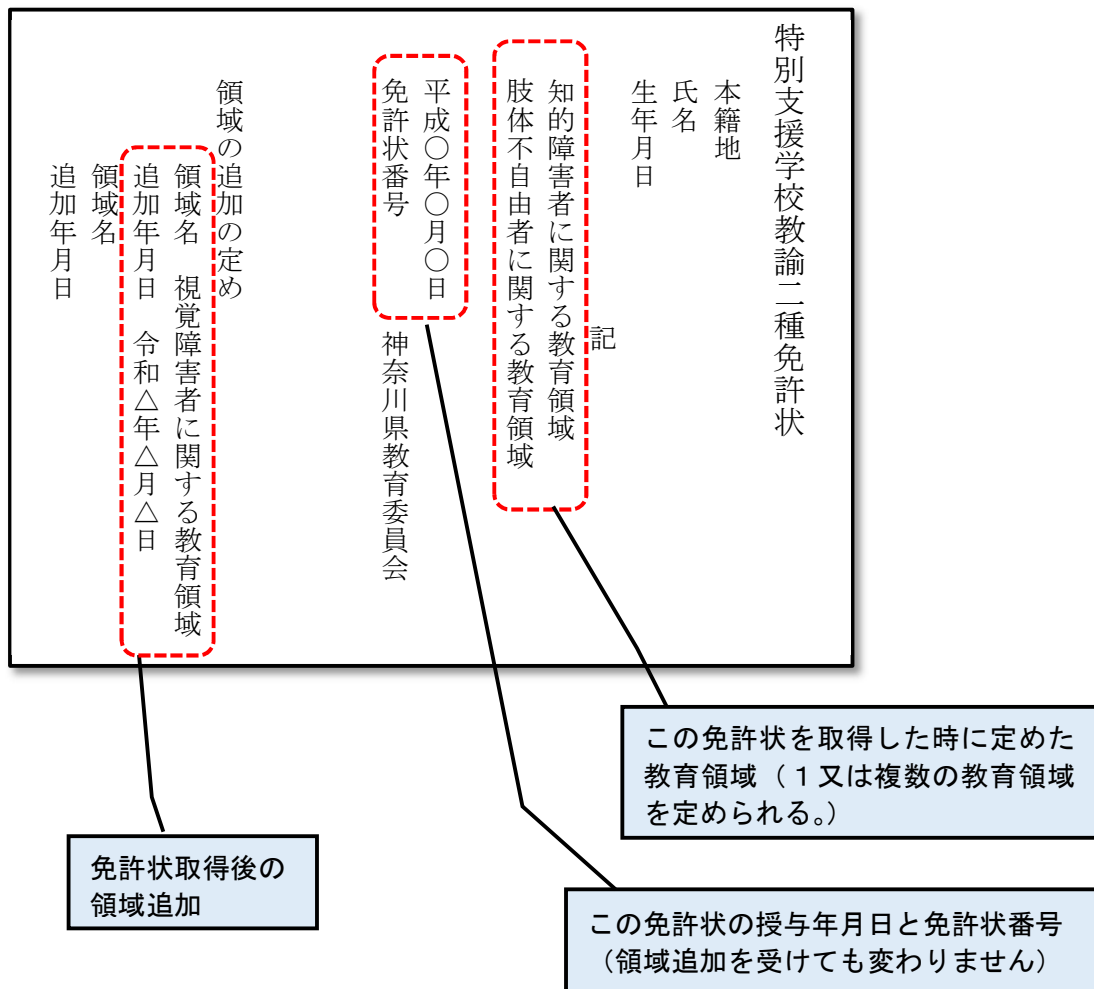 特別支援学校教諭二種免許状
本籍地
氏名
生年月日
記
知的障害者に関する教育領域
肢体不自由者に関する教育領域
平成〇年〇月〇日
免許状番号 神奈川県教育委員会
領域の追加の定め
領域名 視覚障害者に関する教育領域
追加年月日 令和△年△月△日
領域名
追加年月日
この免許状を取得した時に定めた
教育領域（１又は複数の教育領域
を定められる。）
免許状取得後の
領域追加
この免許状の授与年月日と免許状番号
（領域追加を受けても変わりません）